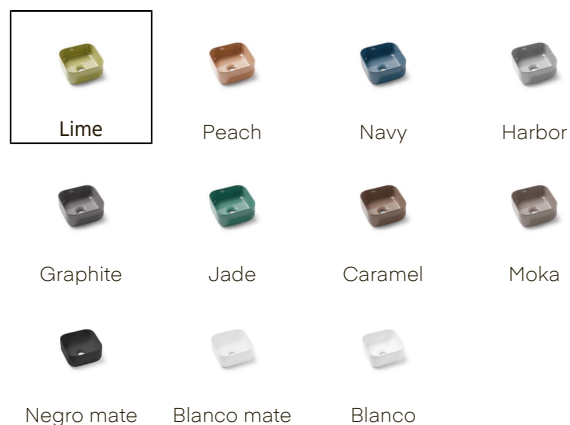 Lime
Peach
Navy
Harbor
Graphite
Jade
Caramel
Moka
Negro mate
Blanco mate
Blanco